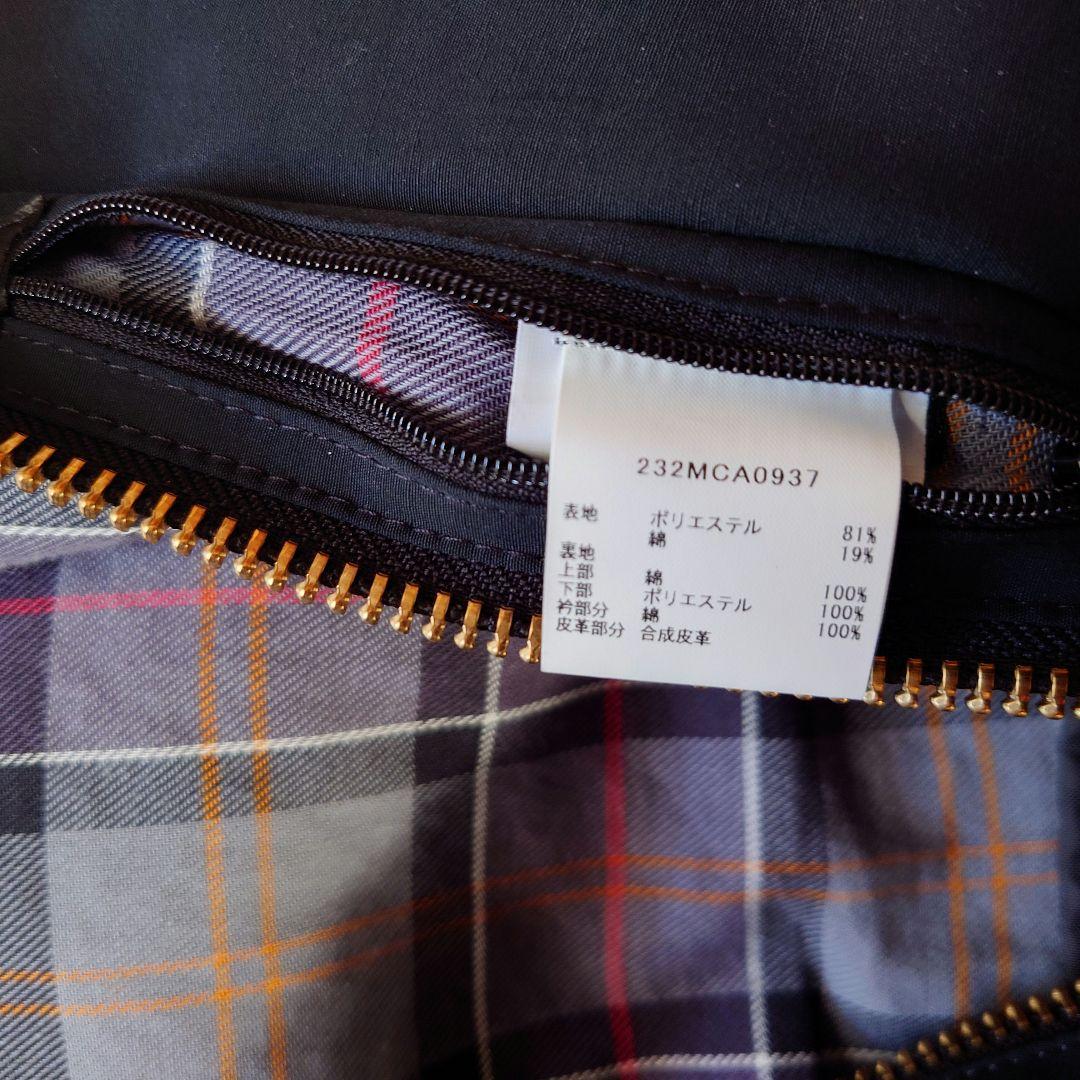 232MCA0937
表地 ポリエステル 81%
綿 19%
裏地
上部 綿 100%
下部 ポリエステル 100%
衿部分 綿 100%
皮革部分 合成皮革